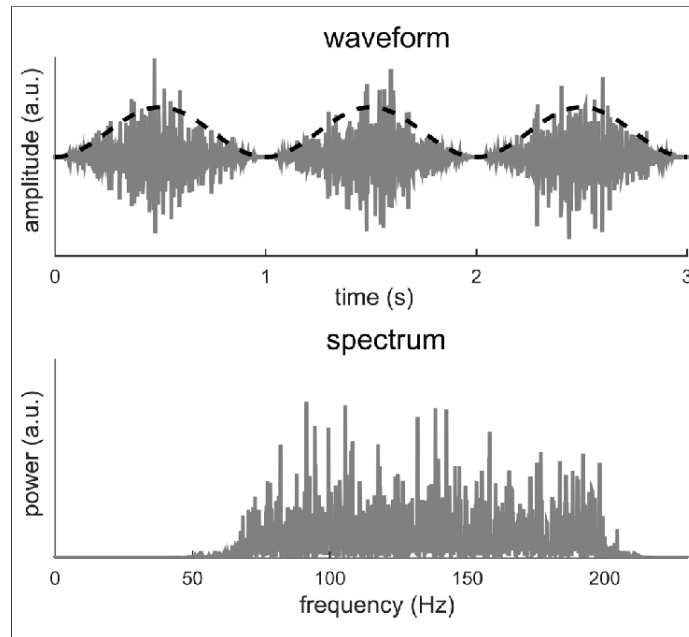 waveform
amplitude (a.u.)
0 1 2 3
time (s)
spectrum
power (a.u.)
0 50 100 150 200
frequency (Hz)